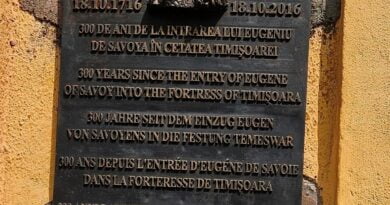 18.10.1716 18.10.2016
300 DE ANI DE LA INTRAREA LUI EUGENIU
DE SAVOYA ÎN CETATEA TIMIȘOAREI
300 YEARS SINCE THE ENTRY OF EUGENE
OF SAVOY INTO THE FORTRESS OF TIMIȘOARA
300 JAHRE SEIT DEM EINZUG EUGEN
VON SAVOYENS IN DIE FESTUNG TEMESWAR
300 ANS DEPUIS L'ENTRÉE D'EUGÉNE DE SAVOIE
DANS LA FORTERESSE DE TIMIȘOARA